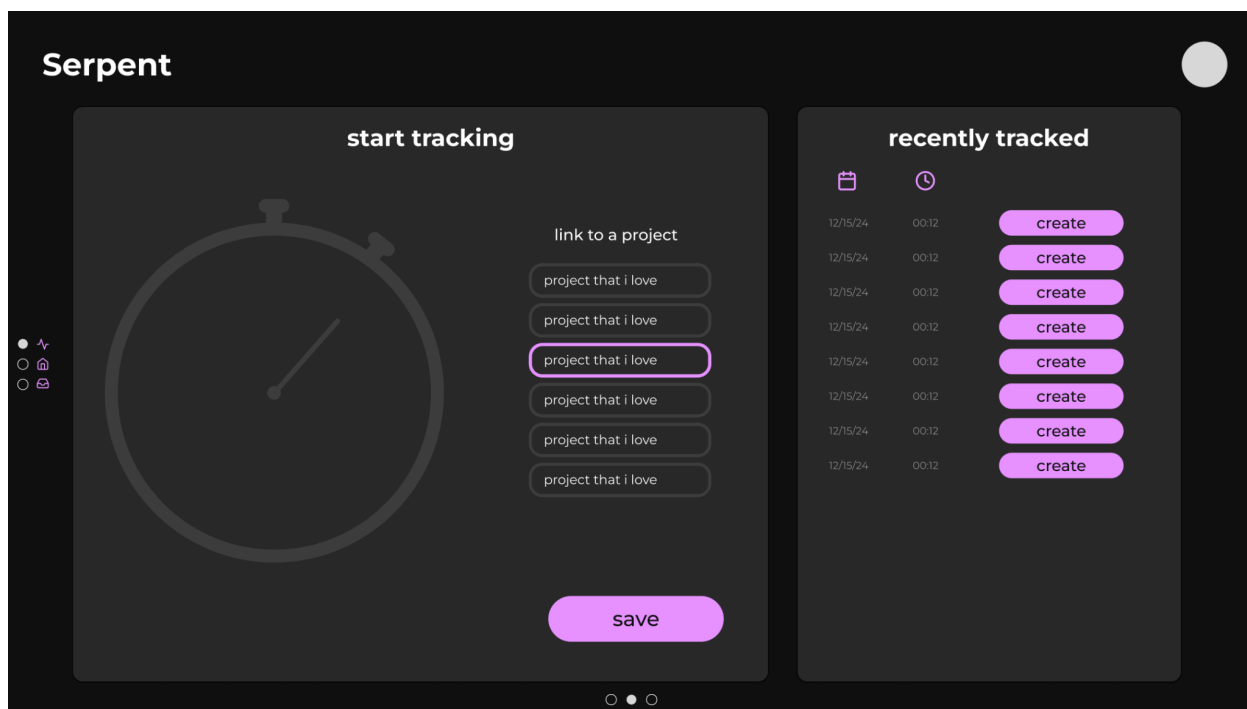 Serpent
start tracking
link to a project
project that i love
project that i love
project that i love
project that i love
project that i love
project that i love
save
recently tracked
12/15/24 00:12 create
12/15/24 00:12 create
12/15/24 00:12 create
12/15/24 00:12 create
12/15/24 00:12 create
12/15/24 00:12 create
12/15/24 00:12 create
12/15/24 00:12 create